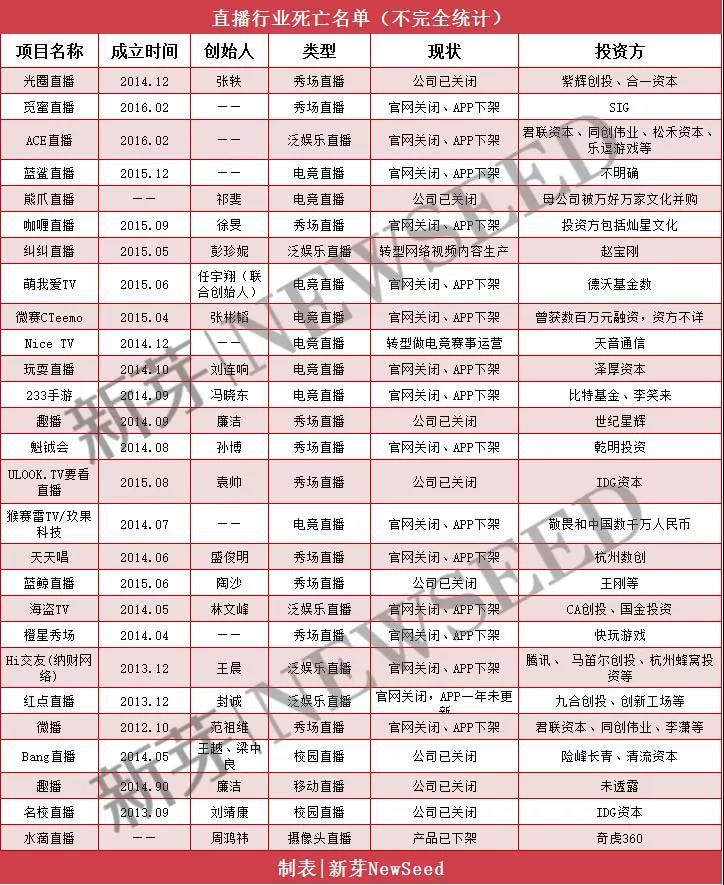 直播行业死亡名单（不完全统计）
项目名称 成立时间 创始人 类型 现状 投资方
光圈直播 2014.12 张轶 秀场直播 公司已关闭 紫辉创投、合一资本
觅蜜直播 2016.02 —— 秀场直播 官网关闭、APP下架 SIG
ACE直播 2016.02 —— 泛娱乐直播 官网关闭、APP下架 君联资本、同创伟业、松禾资本、
乐逗游戏等
蓝鲨直播 2015.12 —— 电竞直播 官网关闭、APP下架 不明确
熊爪直播 —— 祁斐 电竞直播 公司已关闭 母公司被万好万家文化并购
咖喱直播 2015.09 徐旻 秀场直播 官网关闭、APP下架 投资方包括灿星文化
纠纠直播 2015.05 彭珍妮 泛娱乐直播 转型网络视频内容生产 赵宝刚
萌我爱TV 2015.06 任宇翔（联
合创始人） 电竞直播 官网关闭、APP下架 德沃基金数
微赛CTeemo 2015.04 张彬韬 电竞直播 官网关闭、APP下架 曾获数百万元融资，资方不详
Nice TV 2014.12 —— 电竞直播 转型做电竞赛事运营 天音通信
玩耍直播 2014.10 刘连响 电竞直播 官网关闭、APP下架 泽厚资本
233手游 2014.09 冯晓东 电竞直播 官网关闭、APP下架 比特基金、李笑来
趣播 2014.09 廉洁 秀场直播 公司已关闭 世纪星辉
魁钺会 2014.08 孙博 秀场直播 官网关闭、APP下架 乾明投资
ULOOK.TV要看
直播 2015.08 袁帅 秀场直播 公司已关闭 IDG资本
猴赛雷TV/玖果
科技 2014.07 —— 电竞直播 官网关闭、APP下架 敬畏和中国数千万人民币
天天唱 2014.06 盛俊明 秀场直播 官网关闭、APP下架 杭州数创
蓝鲸直播 2015.06 陶沙 秀场直播 公司已关闭 王刚等
海盗TV 2014.05 林文峰 泛娱乐直播 官网关闭、APP下架 CA创投、国金投资
橙星秀场 2014.04 —— 秀场直播 官网关闭、APP下架 快玩游戏
Hi交友(纳财网
络) 2013.12 王晨 泛娱乐直播 官网关闭、APP下架 腾讯、 马笛尔创投、杭州蜂窝投
资等
红点直播 2013.12 封诚 泛娱乐直播 官网关闭，APP一年未更
新 九合创投、创新工场等
微播 2012.10 范祖维 秀场直播 官网关闭、APP下架 君联资本、同创伟业、李潇等
Bang直播 2014.05 王越、梁中
良 校园直播 公司已关闭 险峰长青、清流资本
趣播 2014.90 廉洁 移动直播 公司已关闭 未透露
名校直播 2013.09 刘靖康 校园直播 公司已关闭 IDG资本
水滴直播 —— 周鸿祎 摄像头直播 产品已下架 奇虎360
制表|新芽NewSeed
新芽|NEWSEED
新芽|NEWSEED